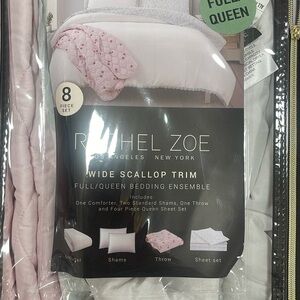 FULL
QUEEN
8
PIECE
SET
RACHEL ZOE
LOS ANGELES NEW YORK
WIDE SCALLOP TRIM
FULL/QUEEN BEDDING ENSEMBLE
Includes:
One Comforter, Two Standard Shams, One Throw
and Four Piece Queen Sheet Set
Shams Throw Sheet set